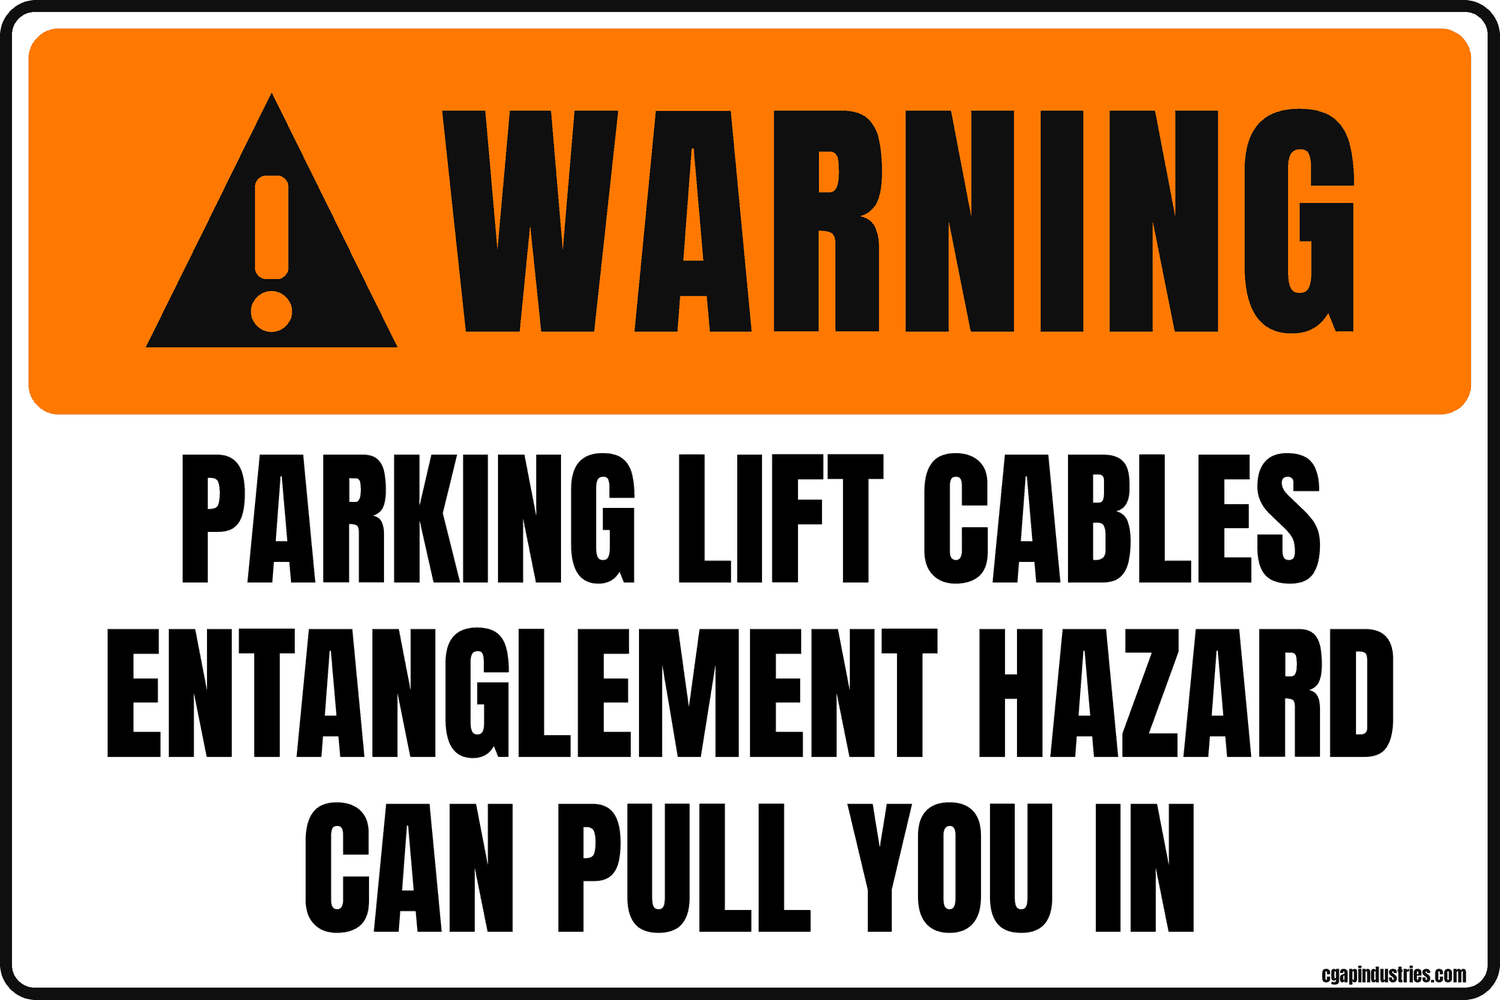 WARNING
PARKING LIFT CABLES
ENTANGLEMENT HAZARD
CAN PULL YOU IN
cgapindustries.com